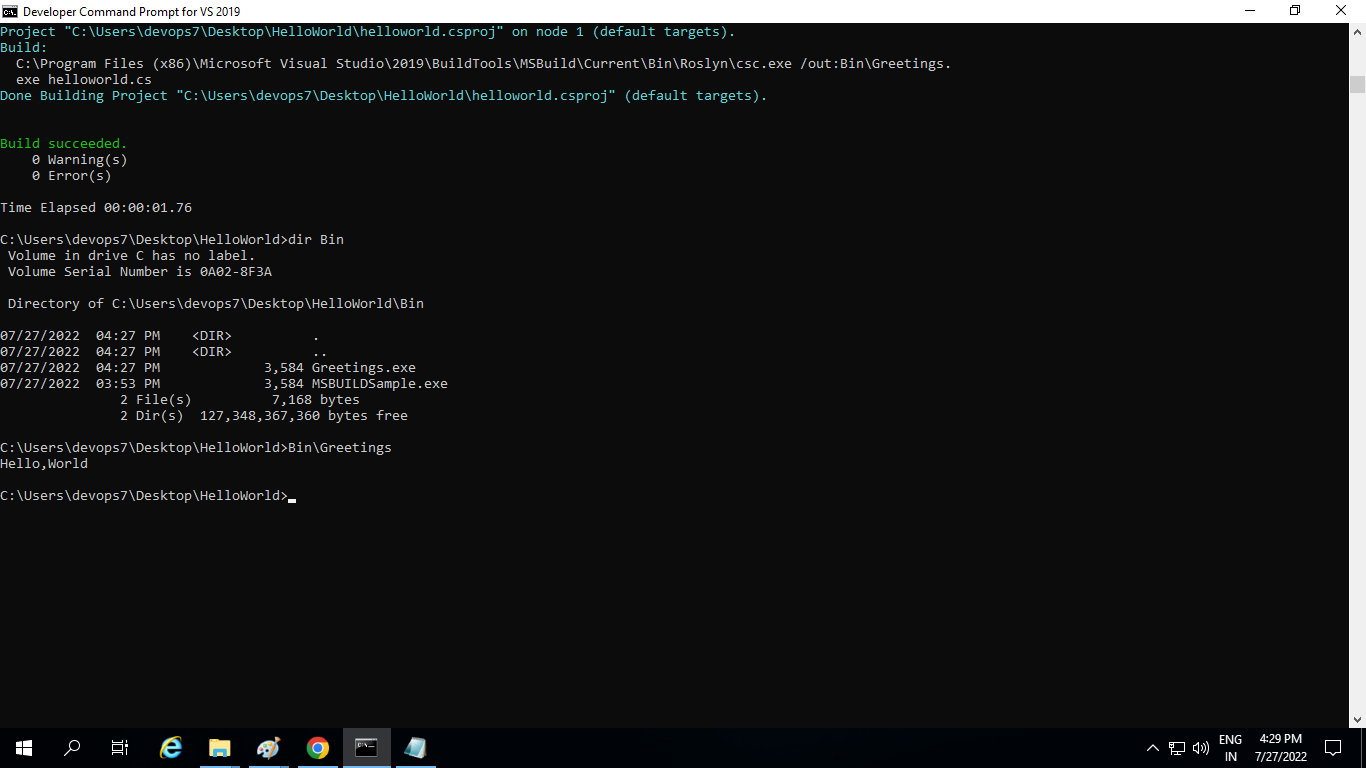 Developer Command Prompt for VS 2019
Project "C:\Users\devops7\Desktop\HelloWorld\helloworld.csproj" on node 1 (default targets).
Build:
  C:\Program Files (x86)\Microsoft Visual Studio\2019\BuildTools\MSBuild\Current\Bin\Roslyn\csc.exe /out:Bin\Greetings.
  exe helloworld.cs
Done Building Project "C:\Users\devops7\Desktop\HelloWorld\helloworld.csproj" (default targets).
Build succeeded.
    0 Warning(s)
    0 Error(s)
Time Elapsed 00:00:01.76
C:\Users\devops7\Desktop\HelloWorld>dir Bin
 Volume in drive C has no label.
 Volume Serial Number is 0A02-8F3A
 Directory of C:\Users\devops7\Desktop\HelloWorld\Bin
07/27/2022  04:27 PM    <DIR>          .
07/27/2022  04:27 PM    <DIR>          ..
07/27/2022  04:27 PM             3,584 Greetings.exe
07/27/2022  03:53 PM             3,584 MSBUILDSample.exe
               2 File(s)          7,168 bytes
               2 Dir(s)  127,348,367,360 bytes free
C:\Users\devops7\Desktop\HelloWorld>Bin\Greetings
Hello,World
C:\Users\devops7\Desktop\HelloWorld>
ENG
IN
4:29 PM
7/27/2022